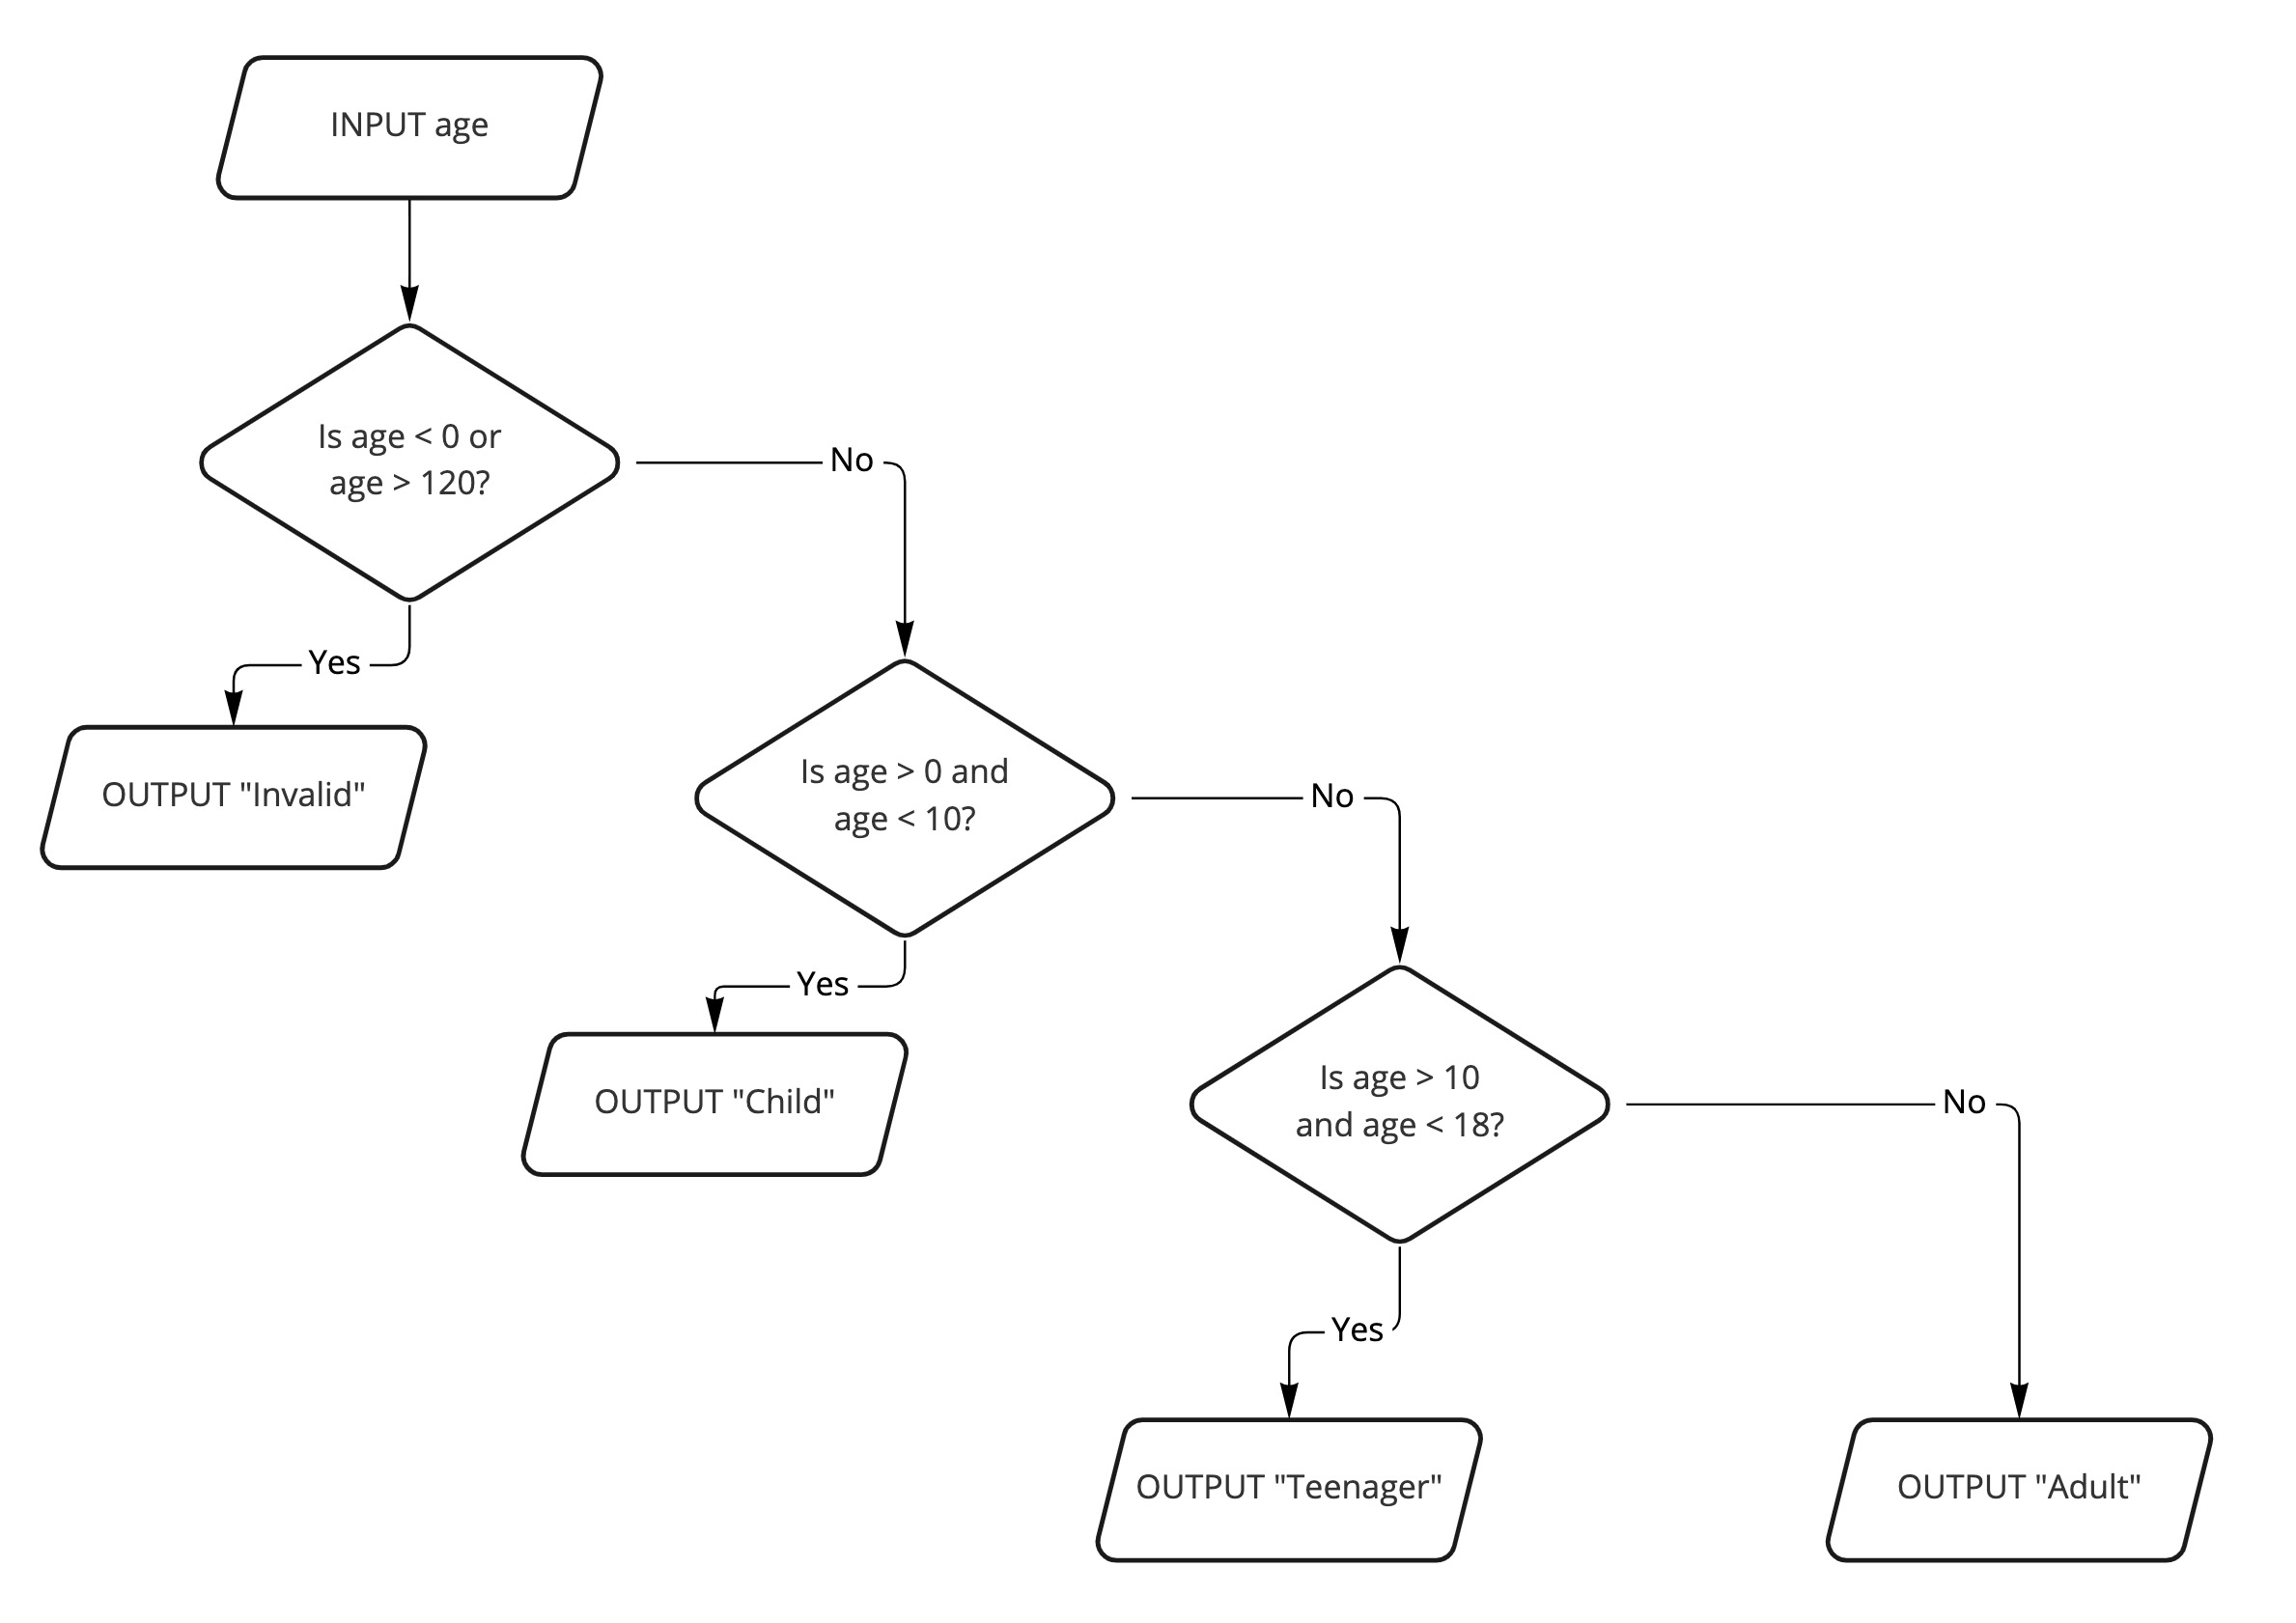 INPUT age
Is age < 0 or
age > 120?
No
Yes
OUTPUT "Invalid"
Is age > 0 and
age < 10?
No
Yes
OUTPUT "Child"
Is age > 10
and age < 18?
No
Yes
OUTPUT "Teenager"
OUTPUT "Adult"